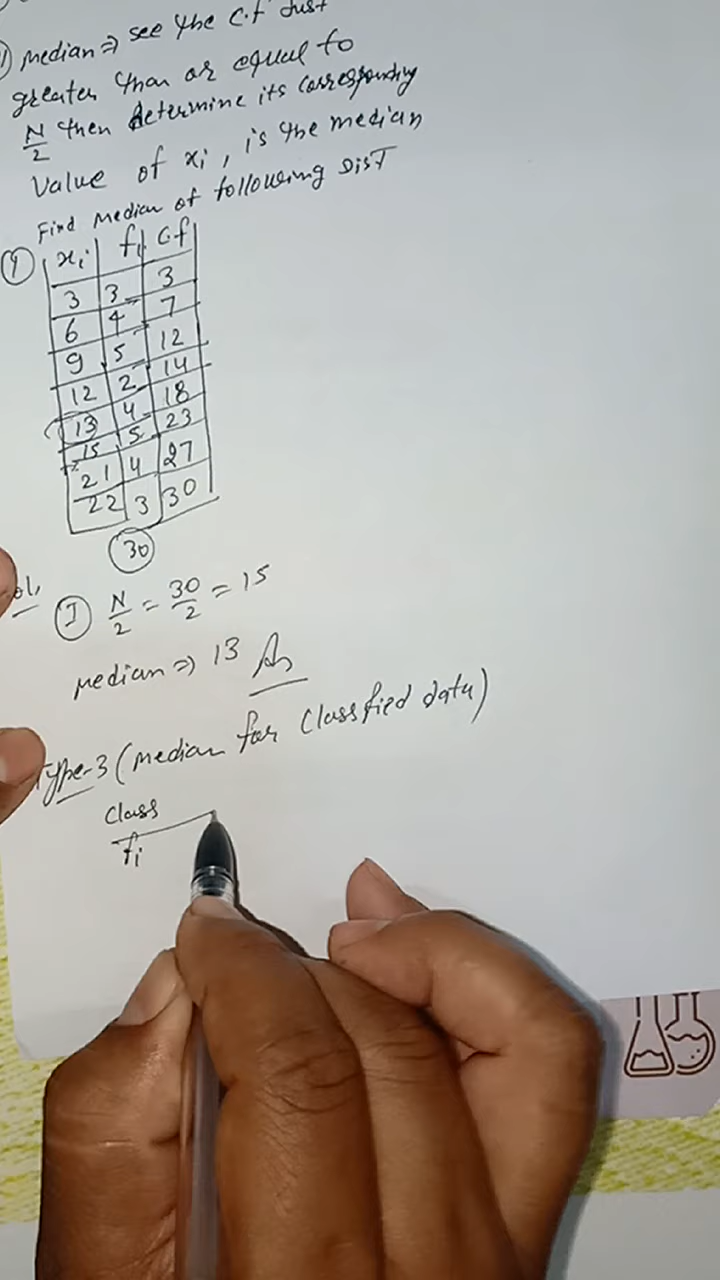 median => see the c.f Just
greater than or equal to
N/2 then determine its corresponding
value of xi, is the median
Find Median of following DisT
xi fi c.f
3 3 3
6 4 7
9 5 12
12 2 14
13 4 18
15 5 23
21 4 27
22 3 30
30
I N/2 = 30/2 = 15
median => 13 Ans
Type-3 (median for Classfied data)
Class
fi